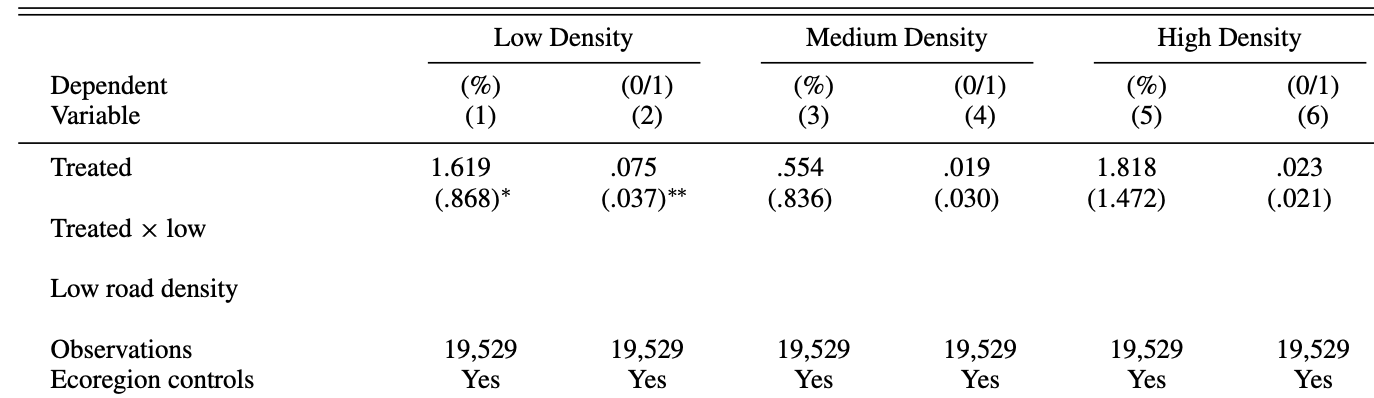 Low Density Medium Density High Density
Dependent (%) (0/1) (%) (0/1) (%) (0/1)
Variable (1) (2) (3) (4) (5) (6)
Treated 1.619 .075 .554 .019 1.818 .023
(.868)* (.037)** (.836) (.030) (1.472) (.021)
Treated × low
Low road density
Observations 19,529 19,529 19,529 19,529 19,529 19,529
Ecoregion controls Yes Yes Yes Yes Yes Yes